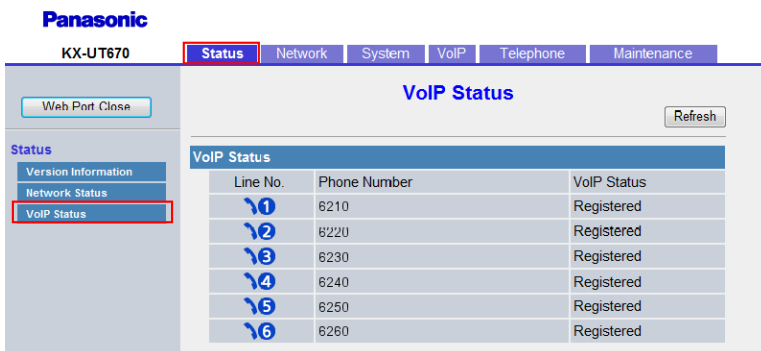 Panasonic
KX-UT670
Status Network System VoIP Telephone Maintenance
Web Port Close
VoIP Status
Refresh
Status
Version Information
Network Status
VoIP Status
VoIP Status
Line No. Phone Number VoIP Status
1 6210 Registered
2 6220 Registered
3 6230 Registered
4 6240 Registered
5 6250 Registered
6 6260 Registered